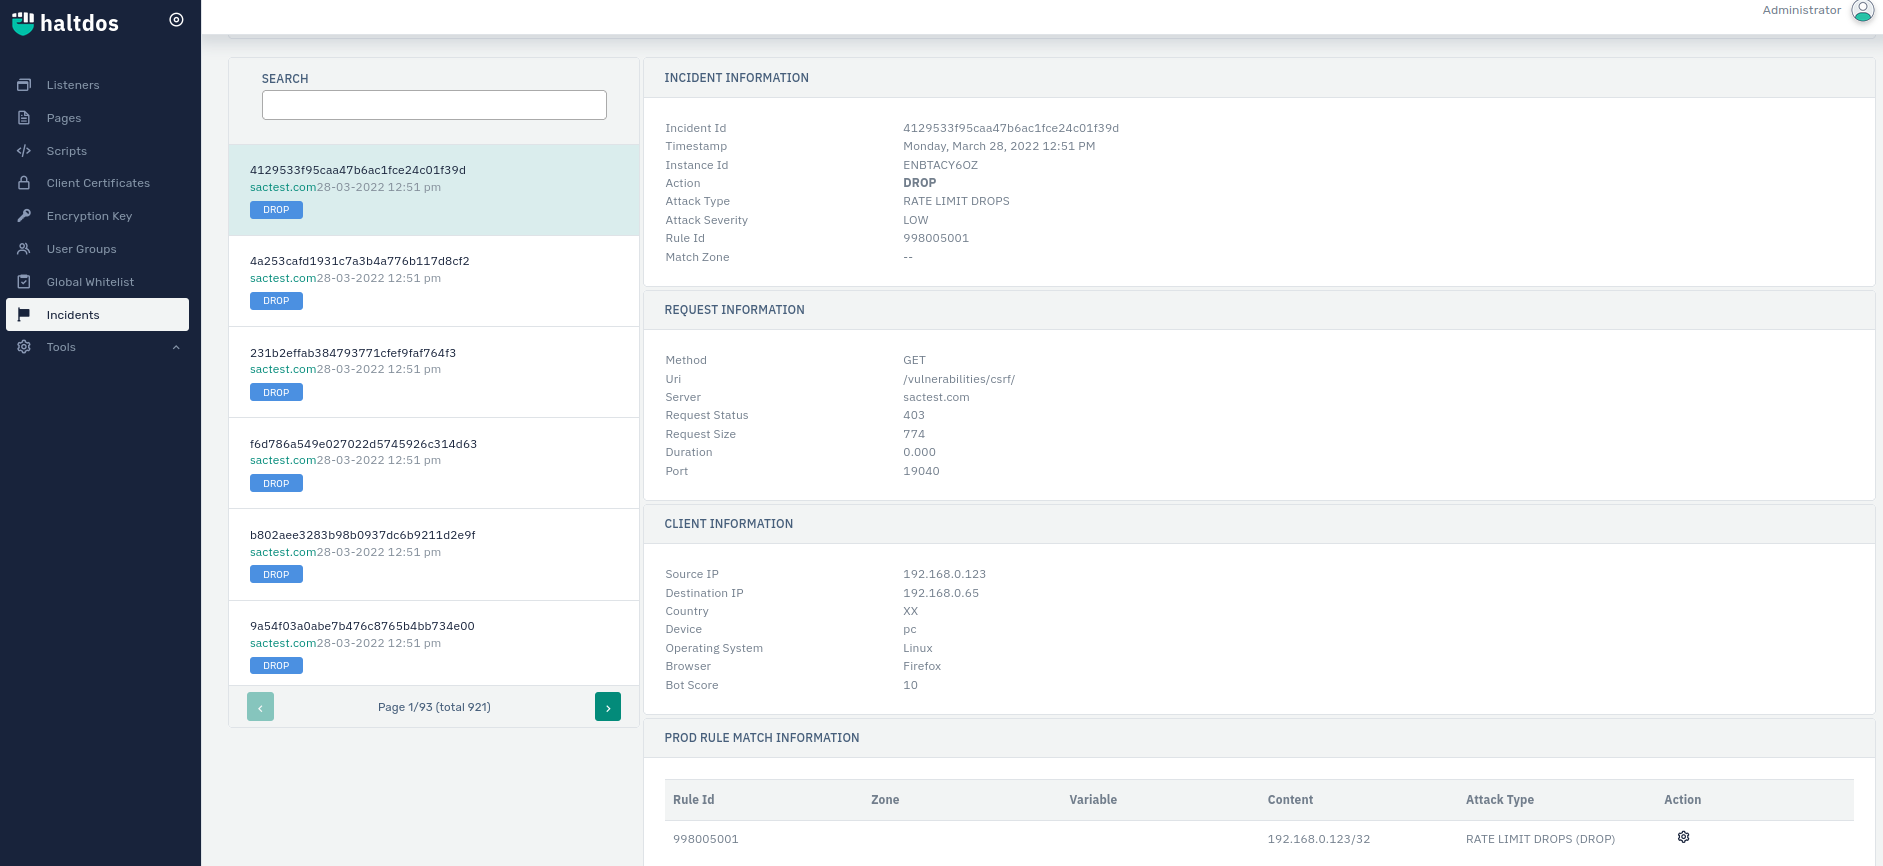 haltdos
Administrator
Listeners
Pages
Scripts
Client Certificates
Encryption Key
User Groups
Global Whitelist
Incidents
Tools
SEARCH
4129533f95caa47b6ac1fce24c01f39d
sactest.com28-03-2022 12:51 pm
DROP
4a253cafd1931c7a3b4a776b117d8cf2
sactest.com28-03-2022 12:51 pm
DROP
231b2effab384793771cfef9faf764f3
sactest.com28-03-2022 12:51 pm
DROP
f6d786a549e027022d5745926c314d63
sactest.com28-03-2022 12:51 pm
DROP
b802aee3283b98b0937dc6b9211d2e9f
sactest.com28-03-2022 12:51 pm
DROP
9a54f03a0abe7b476c8765b4bb734e00
sactest.com28-03-2022 12:51 pm
DROP
Page 1/93 (total 921)
INCIDENT INFORMATION
Incident Id 4129533f95caa47b6ac1fce24c01f39d
Timestamp Monday, March 28, 2022 12:51 PM
Instance Id ENBTACY6OZ
Action DROP
Attack Type RATE LIMIT DROPS
Attack Severity LOW
Rule Id 998005001
Match Zone --
REQUEST INFORMATION
Method GET
Uri /vulnerabilities/csrf/
Server sactest.com
Request Status 403
Request Size 774
Duration 0.000
Port 19040
CLIENT INFORMATION
Source IP 192.168.0.123
Destination IP 192.168.0.65
Country XX
Device pc
Operating System Linux
Browser Firefox
Bot Score 10
PROD RULE MATCH INFORMATION
Rule Id Zone Variable Content Attack Type Action
998005001 192.168.0.123/32 RATE LIMIT DROPS (DROP)